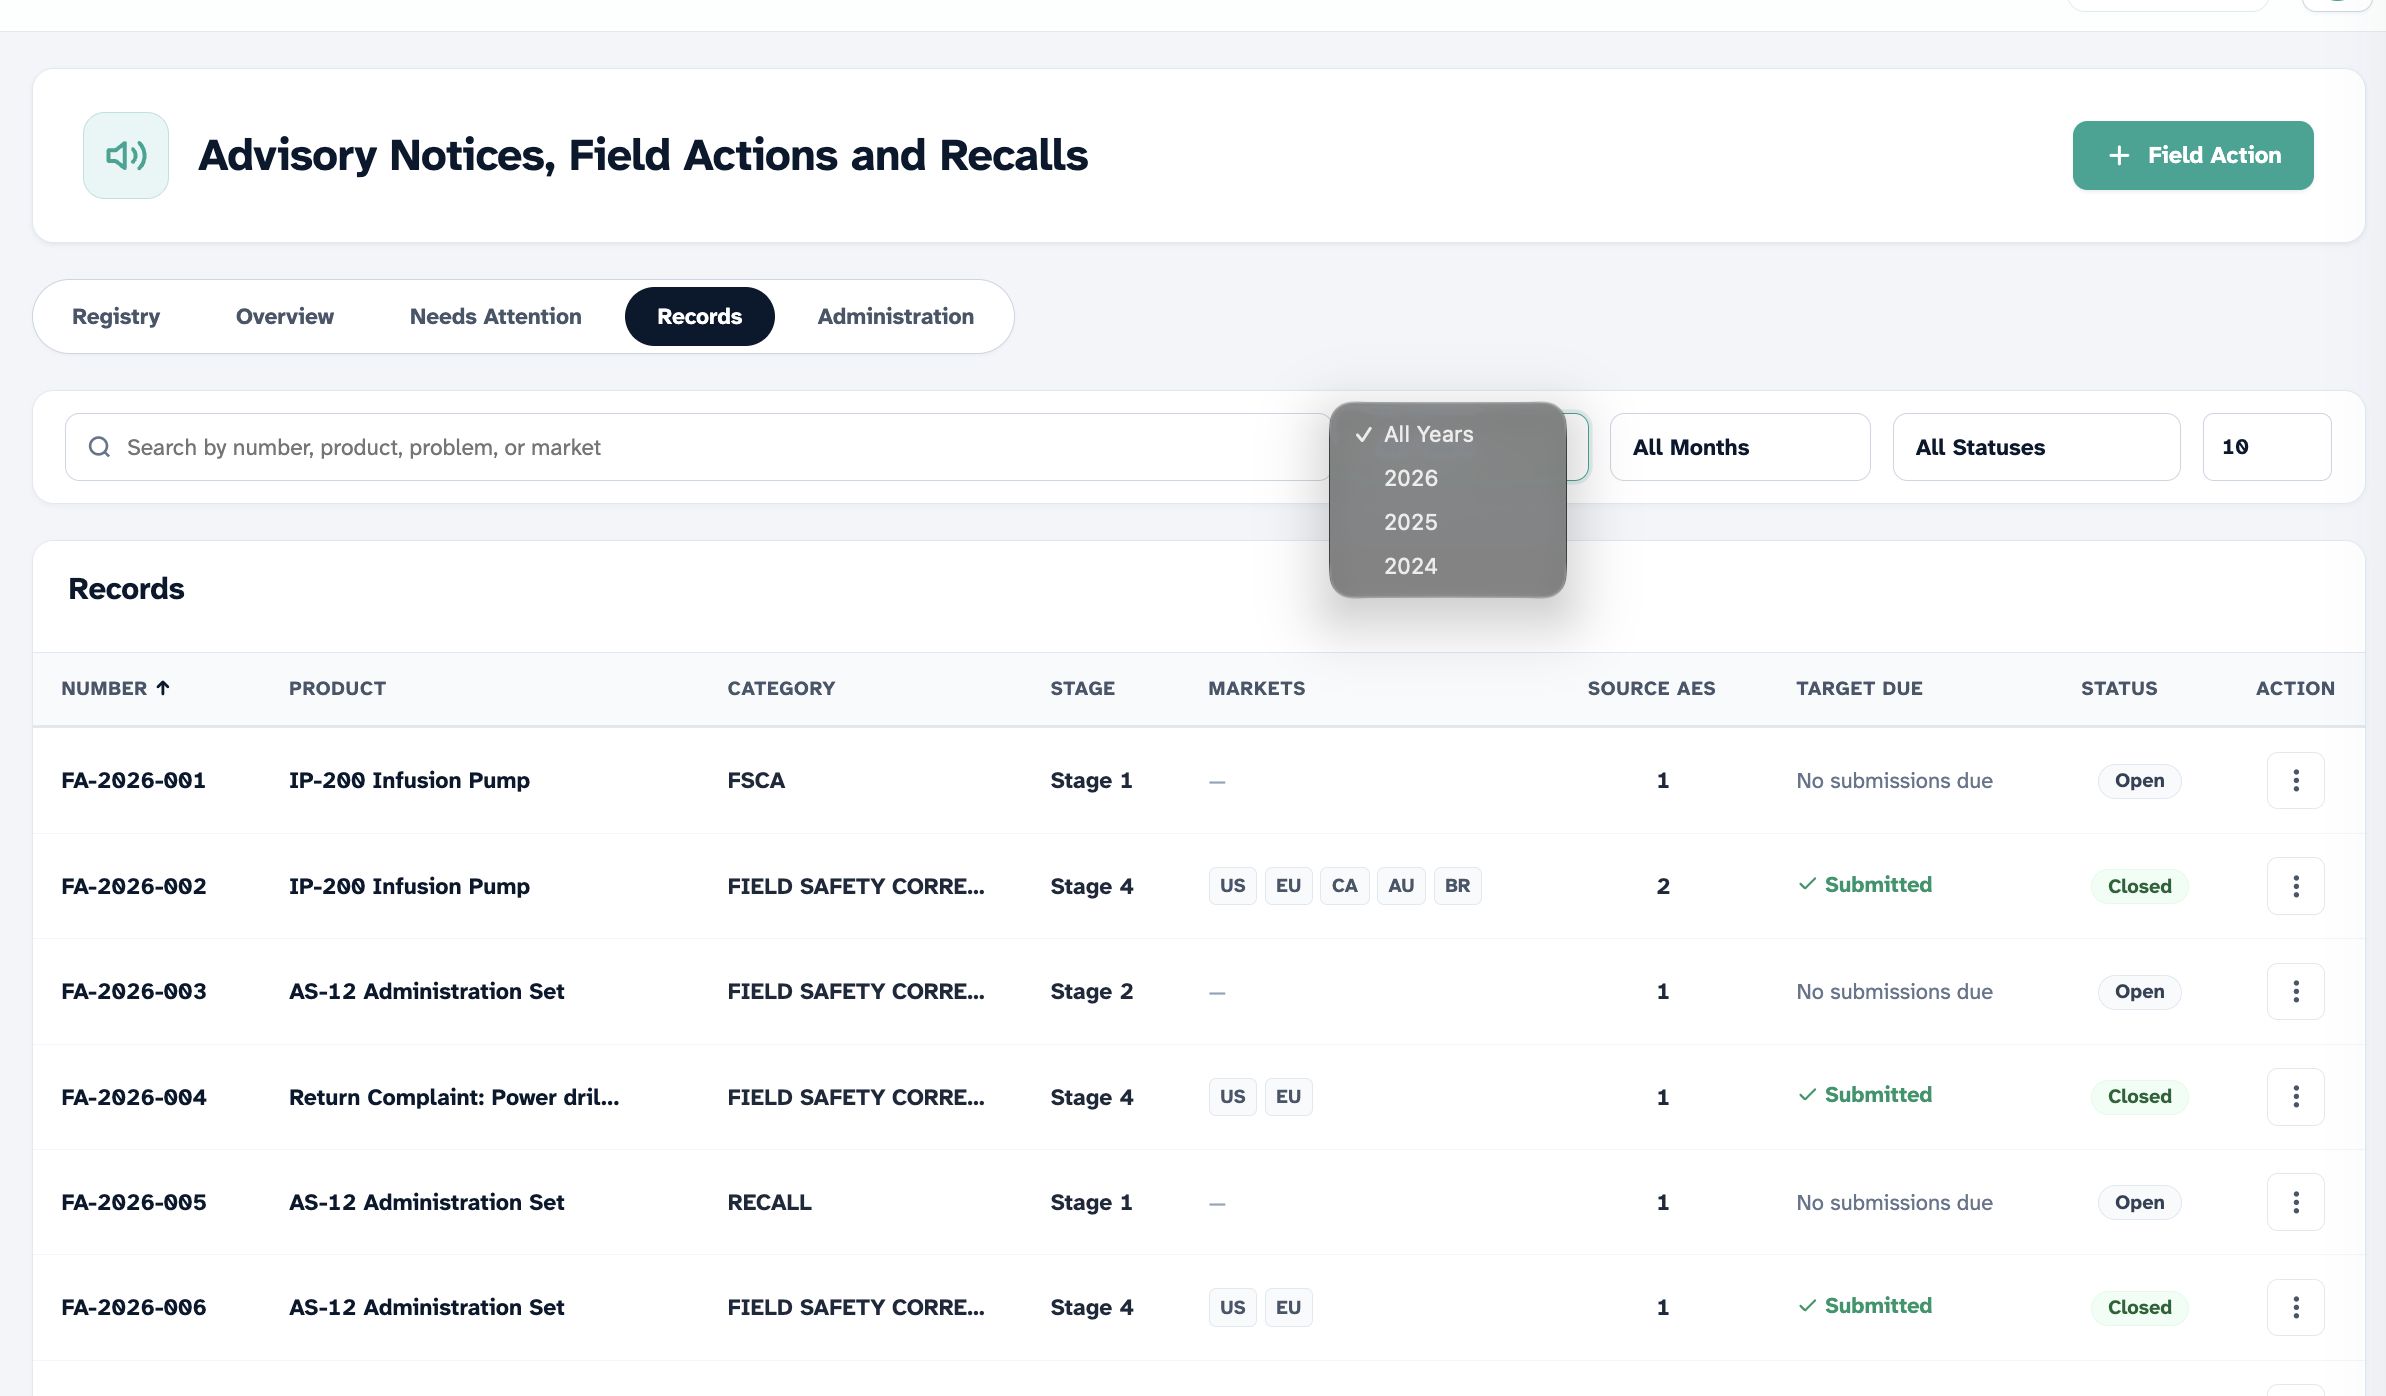 Advisory Notices, Field Actions and Recalls
+ Field Action
Registry Overview Needs Attention Records Administration
Search by number, product, problem, or market
✓ All Years
2026
2025
2024
All Months
All Statuses
10
Records
NUMBER ↑ PRODUCT CATEGORY STAGE MARKETS SOURCE AES TARGET DUE STATUS ACTION
FA-2026-001 IP-200 Infusion Pump FSCA Stage 1 — 1 No submissions due Open
FA-2026-002 IP-200 Infusion Pump FIELD SAFETY CORRE... Stage 4 US EU CA AU BR 2 ✓ Submitted Closed
FA-2026-003 AS-12 Administration Set FIELD SAFETY CORRE... Stage 2 — 1 No submissions due Open
FA-2026-004 Return Complaint: Power dril... FIELD SAFETY CORRE... Stage 4 US EU 1 ✓ Submitted Closed
FA-2026-005 AS-12 Administration Set RECALL Stage 1 — 1 No submissions due Open
FA-2026-006 AS-12 Administration Set FIELD SAFETY CORRE... Stage 4 US EU 1 ✓ Submitted Closed